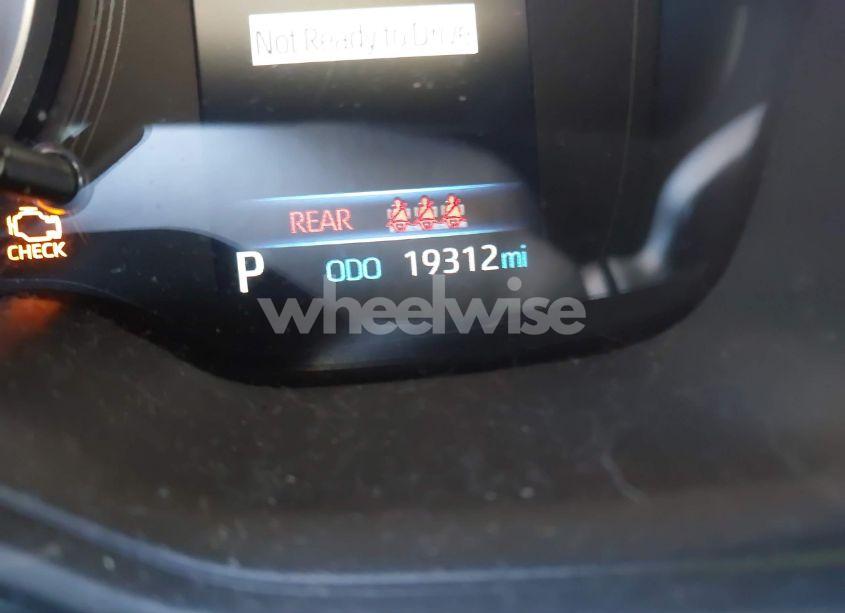 Not Ready to Drive
REAR
CHECK
P ODO 19312 mi
wheelwise